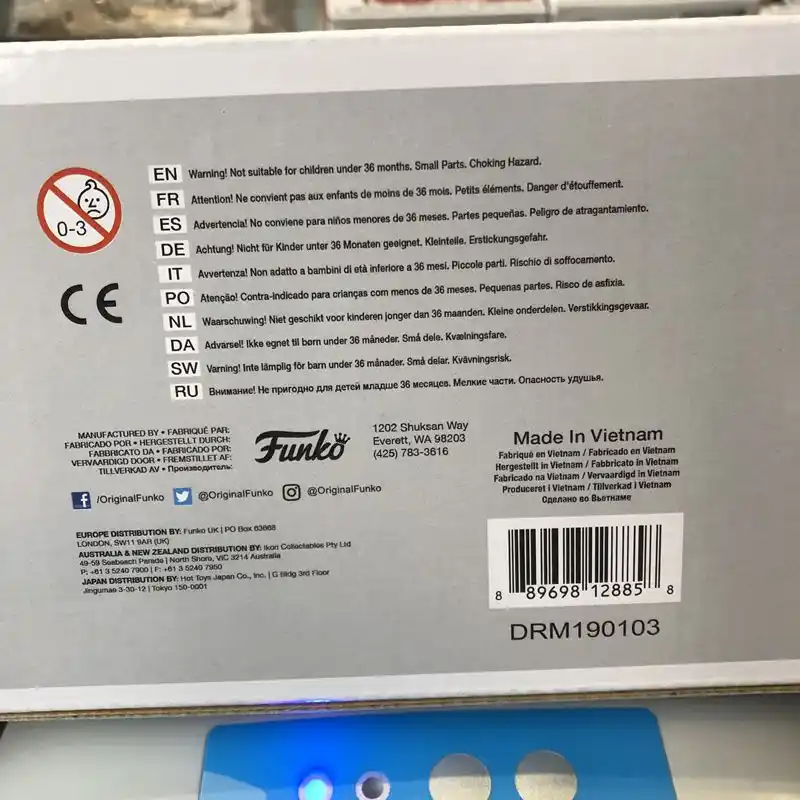 0-3
EN Warning! Not suitable for children under 36 months. Small Parts. Choking Hazard.
FR Attention! Ne convient pas aux enfants de moins de 36 mois. Petits éléments. Danger d'étouffement.
ES Advertencia! No conviene para niños menores de 36 meses. Partes pequeñas. Peligro de atragantamiento.
DE Achtung! Nicht für Kinder unter 36 Monaten geeignet. Kleinteile. Erstickungsgefahr.
IT Avvertenza! Non adatto a bambini di età inferiore a 36 mesi. Piccole parti. Rischio di soffocamento.
PO Atenção! Contra-indicado para crianças com menos de 36 meses. Pequenas partes. Risco de asfixia.
NL Waarschuwing! Niet geschikt voor kinderen jonger dan 36 maanden. Kleine onderdelen. Verstikkingsgevaar.
DA Advarsel! Ikke egnet til børn under 36 måneder. Små dele. Kvælningsfare.
SW Varning! Inte lämplig för barn under 36 månader. Små delar. Kvävningsrisk.
RU Внимание! Не пригодно для детей младше 36 месяцев. Мелкие части. Опасность удушья.
CE
MANUFACTURED BY • FABRIQUÉ PAR:
FABRICADO POR • HERGESTELLT DURCH:
FABBRICATO DA • FABRICADO POR:
VERVAARDIGD DOOR • FREMSTILLET AF:
TILLVERKAD AV • Производитель:
Funko
1202 Shuksan Way
Everett, WA 98203
(425) 783-3616
/OriginalFunko @OriginalFunko @OriginalFunko
EUROPE DISTRIBUTION BY: Funko UK | PO Box 63668
LONDON, SW11 9AR (UK)
AUSTRALIA & NEW ZEALAND DISTRIBUTION BY: Ikon Collectables Pty Ltd
49-59 Seabeach Parade | North Shore, VIC 3214 Australia
P: +61 3 5240 7900 | F: +61 3 5240 7950
JAPAN DISTRIBUTION BY: Hot Toys Japan Co., Inc. | G Bldg 3rd Floor
Jingumae 3-30-12 | Tokyo 150-0001
Made In Vietnam
Fabriqué en Vietnam / Fabricado en Vietnam
Hergestellt in Vietnam / Fabbricato in Vietnam
Fabricado na Vietnam / Vervaardigd in Vietnam
Produceret i Vietnam / Tillverkad i Vietnam
Сделано во Вьетнаме
8 89698 12885 8
DRM190103